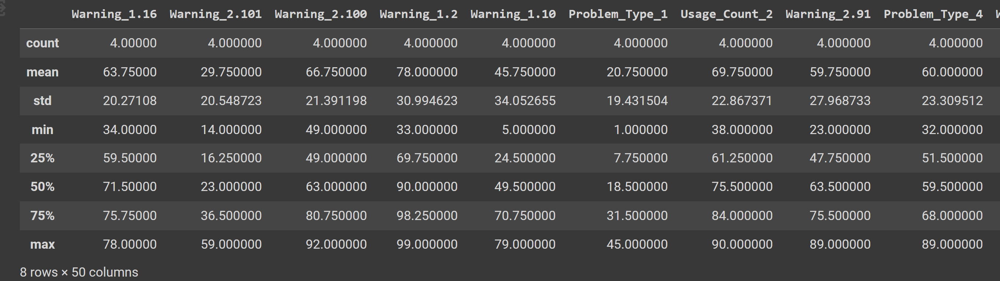 Warning_1.16 Warning_2.101 Warning_2.100 Warning_1.2 Warning_1.10 Problem_Type_1 Usage_Count_2 Warning_2.91 Problem_Type_4
count 4.00000 4.000000 4.000000 4.000000 4.000000 4.000000 4.000000 4.000000 4.000000
mean 63.75000 29.750000 66.750000 78.000000 45.750000 20.750000 69.750000 59.750000 60.000000
std 20.27108 20.548723 21.391198 30.994623 34.052655 19.431504 22.867371 27.968733 23.309512
min 34.00000 14.000000 49.000000 33.000000 5.000000 1.000000 38.000000 23.000000 32.000000
25% 59.50000 16.250000 49.000000 69.750000 24.500000 7.750000 61.250000 47.750000 51.500000
50% 71.50000 23.000000 63.000000 90.000000 49.500000 18.500000 75.500000 63.500000 59.500000
75% 75.75000 36.500000 80.750000 98.250000 70.750000 31.500000 84.000000 75.500000 68.000000
max 78.00000 59.000000 92.000000 99.000000 79.000000 45.000000 90.000000 89.000000 89.000000
8 rows × 50 columns